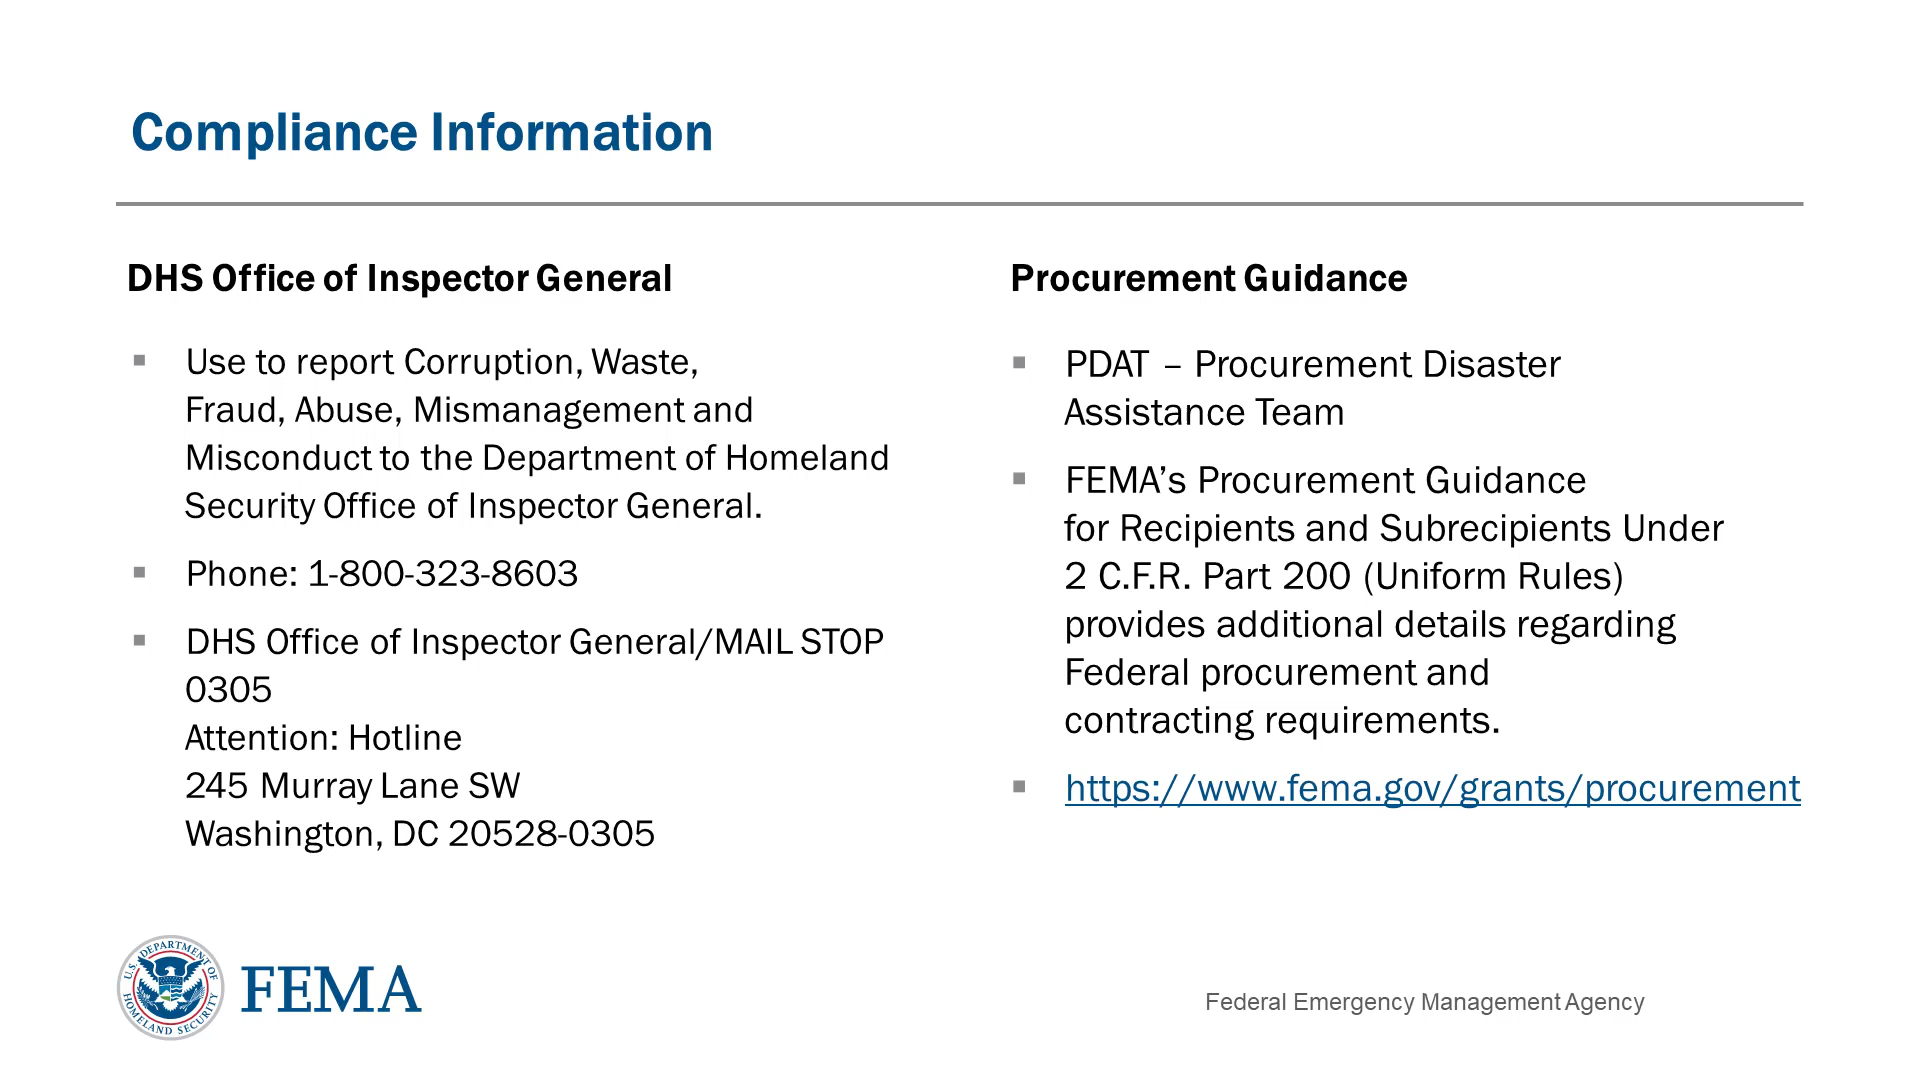 Compliance Information
DHS Office of Inspector General
Use to report Corruption, Waste,
Fraud, Abuse, Mismanagement and
Misconduct to the Department of Homeland
Security Office of Inspector General.
Phone: 1-800-323-8603
DHS Office of Inspector General/MAIL STOP
0305
Attention: Hotline
245 Murray Lane SW
Washington, DC 20528-0305
Procurement Guidance
PDAT – Procurement Disaster
Assistance Team
FEMA’s Procurement Guidance
for Recipients and Subrecipients Under
2 C.F.R. Part 200 (Uniform Rules)
provides additional details regarding
Federal procurement and
contracting requirements.
https://www.fema.gov/grants/procurement
U.S. DEPARTMENT OF
HOMELAND SECURITY
FEMA
Federal Emergency Management Agency